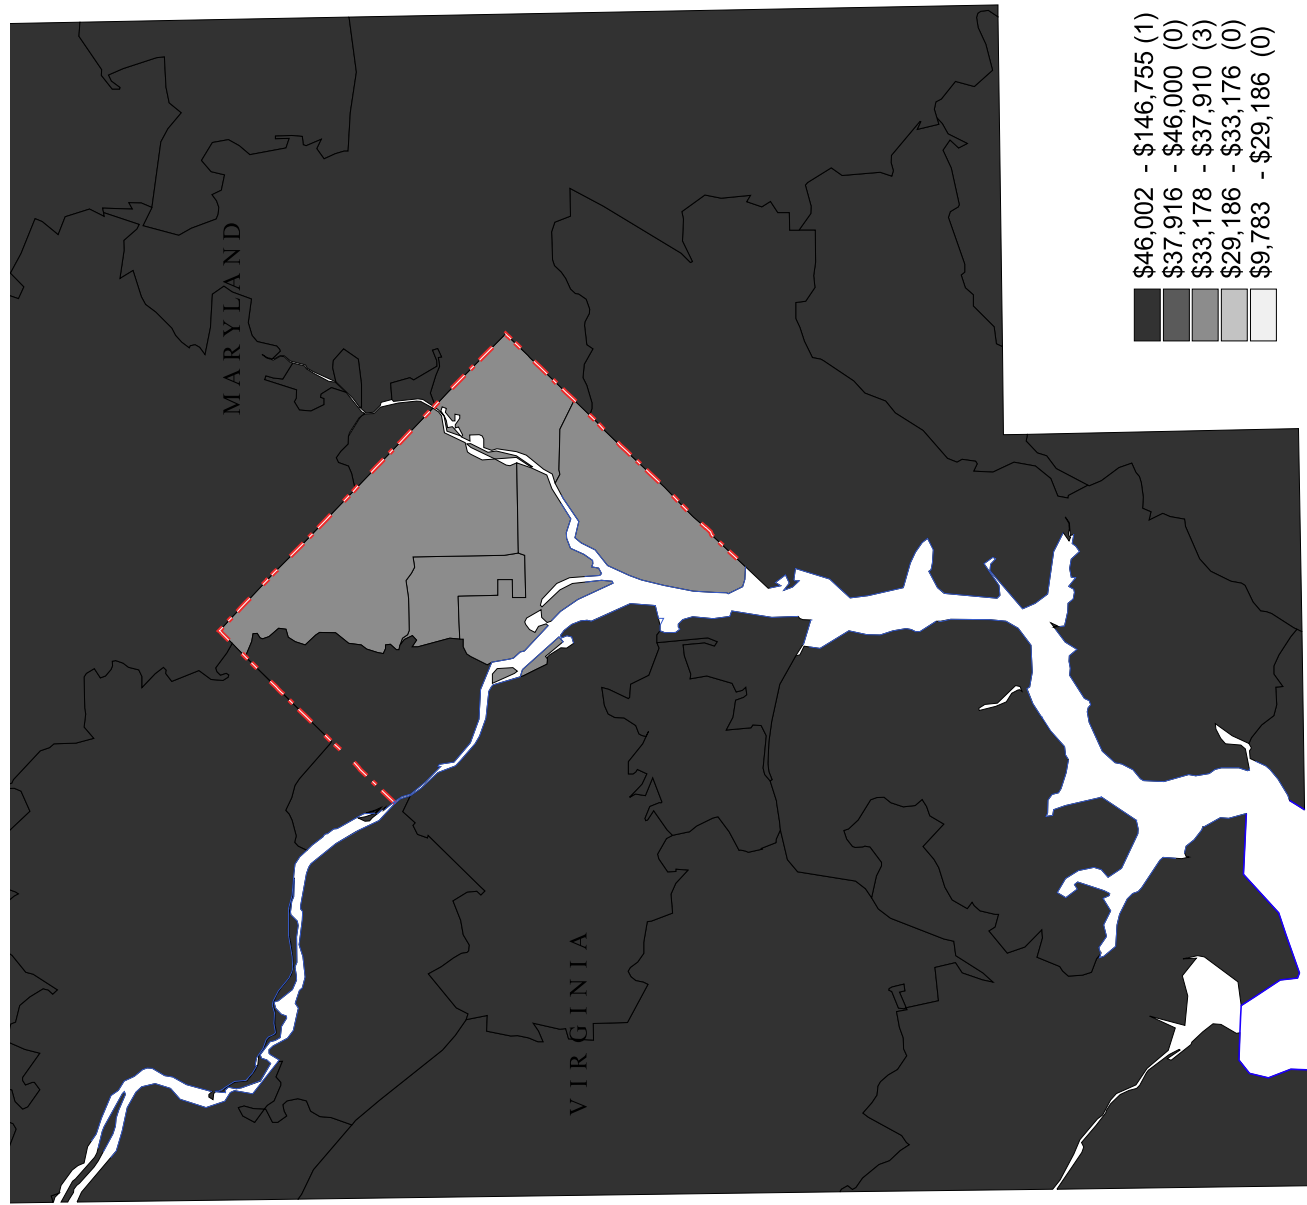 MARYLAND
VIRGINIA
$46,002 - $146,755 (1)
$37,916 - $46,000 (0)
$33,178 - $37,910 (3)
$29,186 - $33,176 (0)
$9,783 - $29,186 (0)